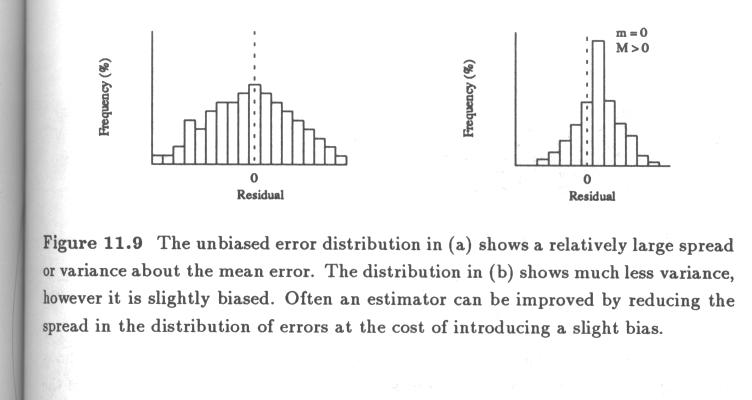 Frequency (%)
0
Residual
Frequency (%)
m = 0
M > 0
0
Residual
Figure 11.9 The unbiased error distribution in (a) shows a relatively large spread
or variance about the mean error. The distribution in (b) shows much less variance,
however it is slightly biased. Often an estimator can be improved by reducing the
spread in the distribution of errors at the cost of introducing a slight bias.